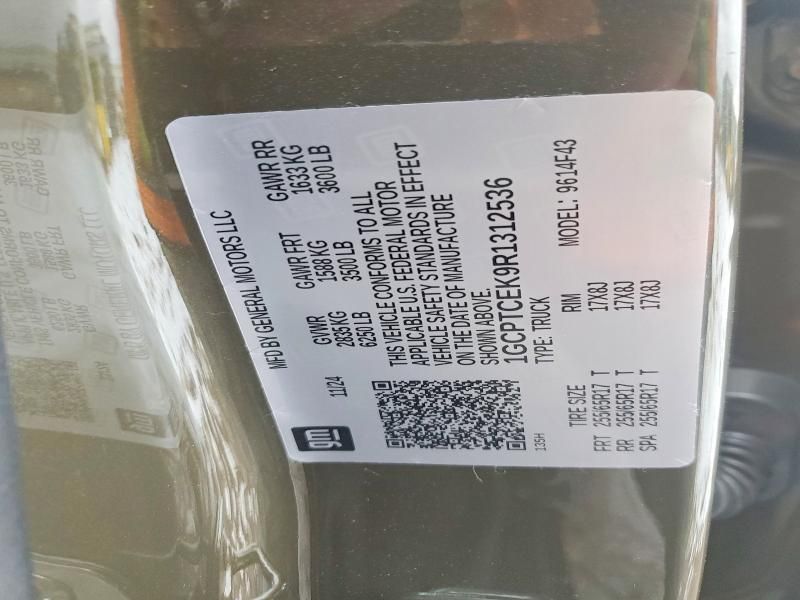 gm
MFD BY GENERAL MOTORS LLC
11/24
GVWR GAWR FRT GAWR RR
2835KG 1588 KG 1633 KG
6250 LB 3500 LB 3600 LB
THIS VEHICLE CONFORMS TO ALL
APPLICABLE U.S. FEDERAL MOTOR
VEHICLE SAFETY STANDARDS IN EFFECT
ON THE DATE OF MANUFACTURE
SHOWN ABOVE.
1GCPTCEK9R1312536
135H TYPE: TRUCK MODEL: 9614F43
TIRE SIZE RIM
FRT 255/65R17 T 17X8J
RR 255/65R17 T 17X8J
SPA 255/65R17 T 17X8J